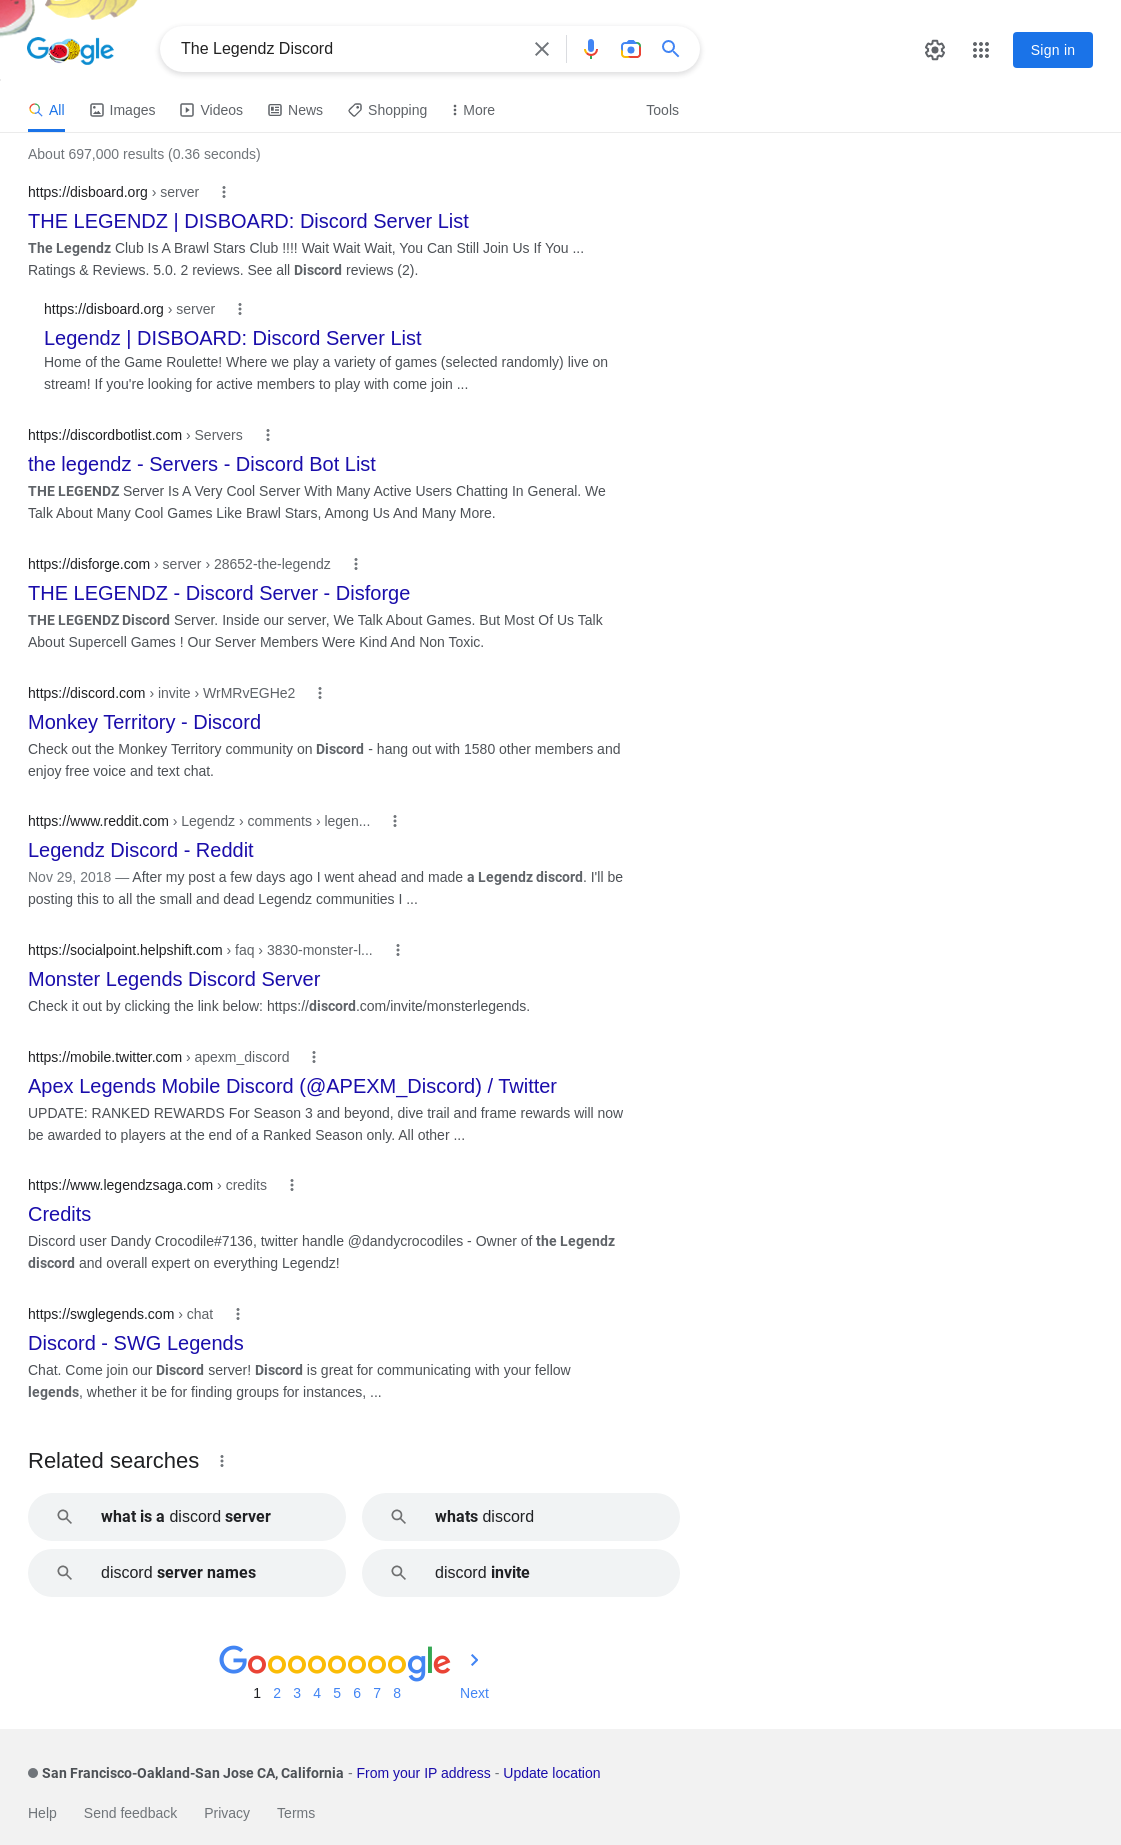 Google
The Legendz Discord
Sign in
All
Images
Videos
News
Shopping
More
Tools
About 697,000 results (0.36 seconds)
https://disboard.org › server
THE LEGENDZ | DISBOARD: Discord Server List
The Legendz Club Is A Brawl Stars Club !!!! Wait Wait Wait, You Can Still Join Us If You ...
Ratings & Reviews. 5.0. 2 reviews. See all Discord reviews (2).
https://disboard.org › server
Legendz | DISBOARD: Discord Server List
Home of the Game Roulette! Where we play a variety of games (selected randomly) live on
stream! If you're looking for active members to play with come join ...
https://discordbotlist.com › Servers
the legendz - Servers - Discord Bot List
THE LEGENDZ Server Is A Very Cool Server With Many Active Users Chatting In General. We
Talk About Many Cool Games Like Brawl Stars, Among Us And Many More.
https://disforge.com › server › 28652-the-legendz
THE LEGENDZ - Discord Server - Disforge
THE LEGENDZ Discord Server. Inside our server, We Talk About Games. But Most Of Us Talk
About Supercell Games ! Our Server Members Were Kind And Non Toxic.
https://discord.com › invite › WrMRvEGHe2
Monkey Territory - Discord
Check out the Monkey Territory community on Discord - hang out with 1580 other members and
enjoy free voice and text chat.
https://www.reddit.com › Legendz › comments › legen...
Legendz Discord - Reddit
Nov 29, 2018 — After my post a few days ago I went ahead and made a Legendz discord. I'll be
posting this to all the small and dead Legendz communities I ...
https://socialpoint.helpshift.com › faq › 3830-monster-l...
Monster Legends Discord Server
Check it out by clicking the link below: https://discord.com/invite/monsterlegends.
https://mobile.twitter.com › apexm_discord
Apex Legends Mobile Discord (@APEXM_Discord) / Twitter
UPDATE: RANKED REWARDS For Season 3 and beyond, dive trail and frame rewards will now
be awarded to players at the end of a Ranked Season only. All other ...
https://www.legendzsaga.com › credits
Credits
Discord user Dandy Crocodile#7136, twitter handle @dandycrocodiles - Owner of the Legendz
discord and overall expert on everything Legendz!
https://swglegends.com › chat
Discord - SWG Legends
Chat. Come join our Discord server! Discord is great for communicating with your fellow
legends, whether it be for finding groups for instances, ...
Related searches
what is a discord server
whats discord
discord server names
discord invite
Goooooooogle
1 2 3 4 5 6 7 8 Next
San Francisco-Oakland-San Jose CA, California - From your IP address - Update location
Help Send feedback Privacy Terms